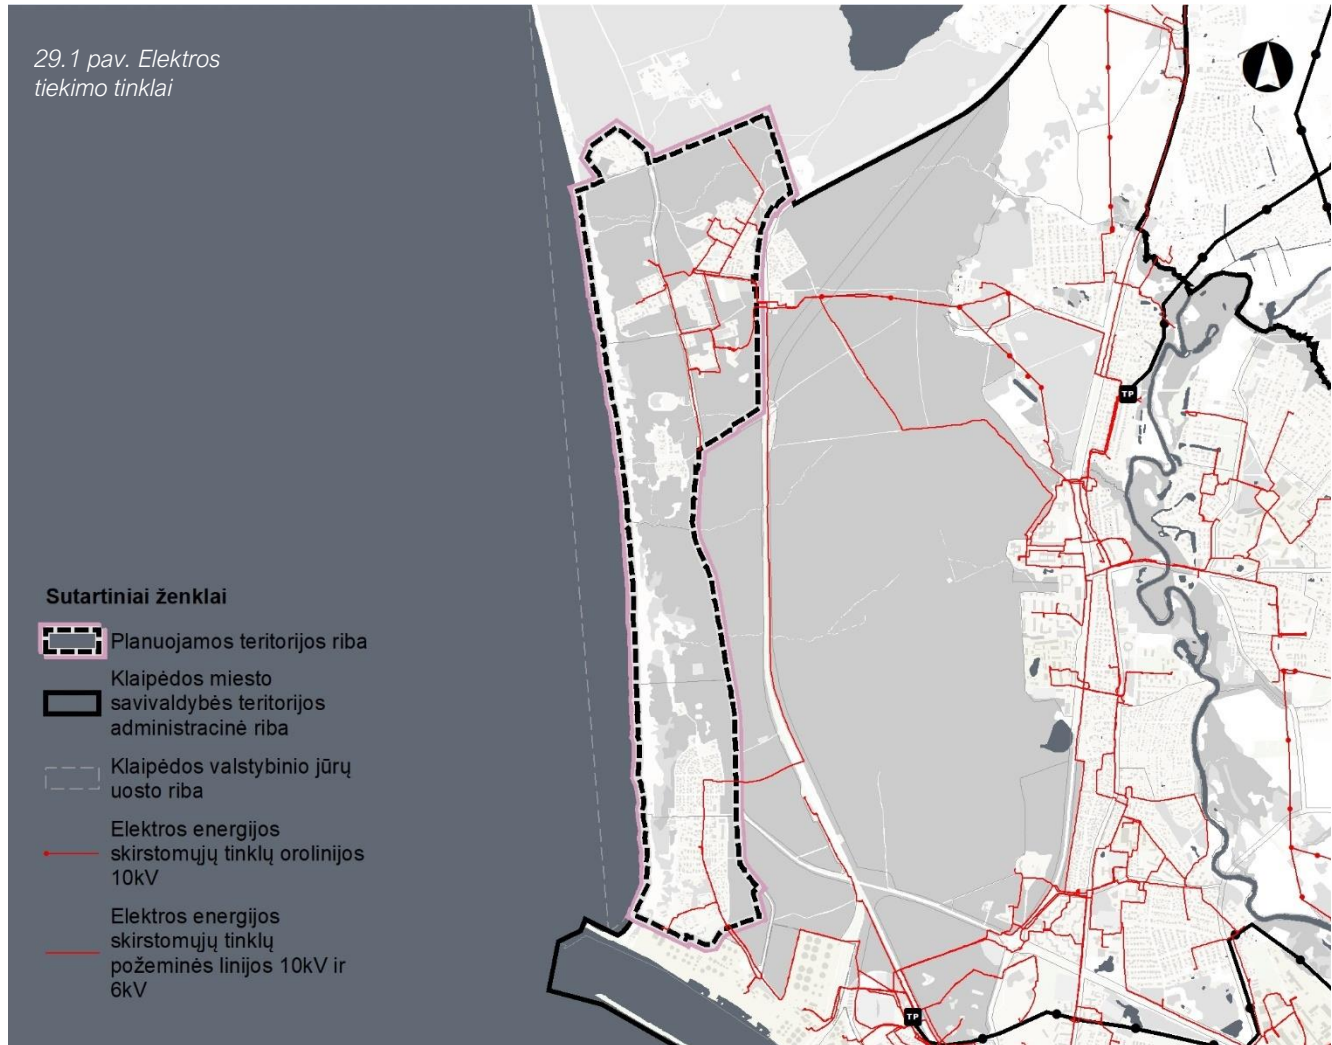 29.1 pav. Elektros
tiekimo tinklai
TP
TP
Sutartiniai ženklai
Planuojamos teritorijos riba
Klaipėdos miesto
savivaldybės teritorijos
administracinė riba
Klaipėdos valstybinio jūrų
uosto riba
Elektros energijos
skirstomųjų tinklų orolinijos
10kV
Elektros energijos
skirstomųjų tinklų
požeminės linijos 10kV ir
6kV